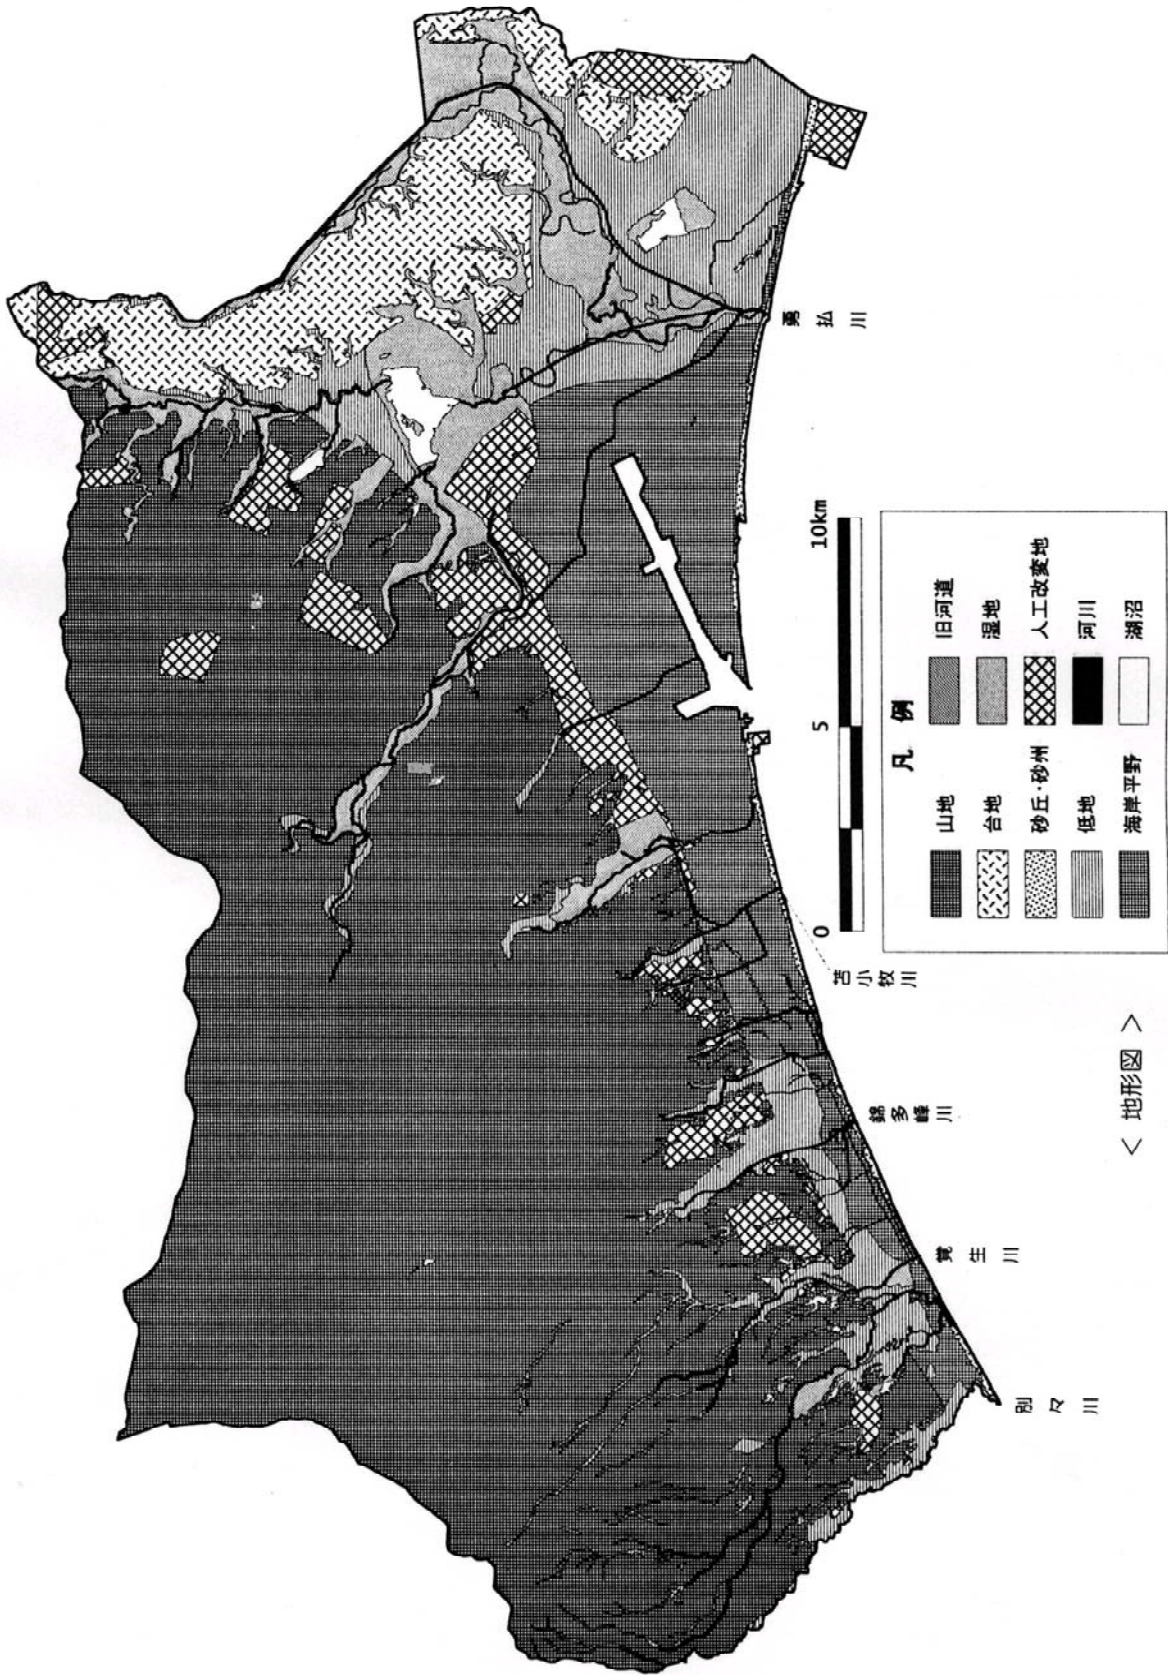 勇払川
苫小牧川
錦多峰川
覚生川
別々川
0 5 10km
凡 例
山地
台地
砂丘・砂州
低地
海岸平野
旧河道
湿地
人工改変地
河川
湖沼
＜ 地形図 ＞